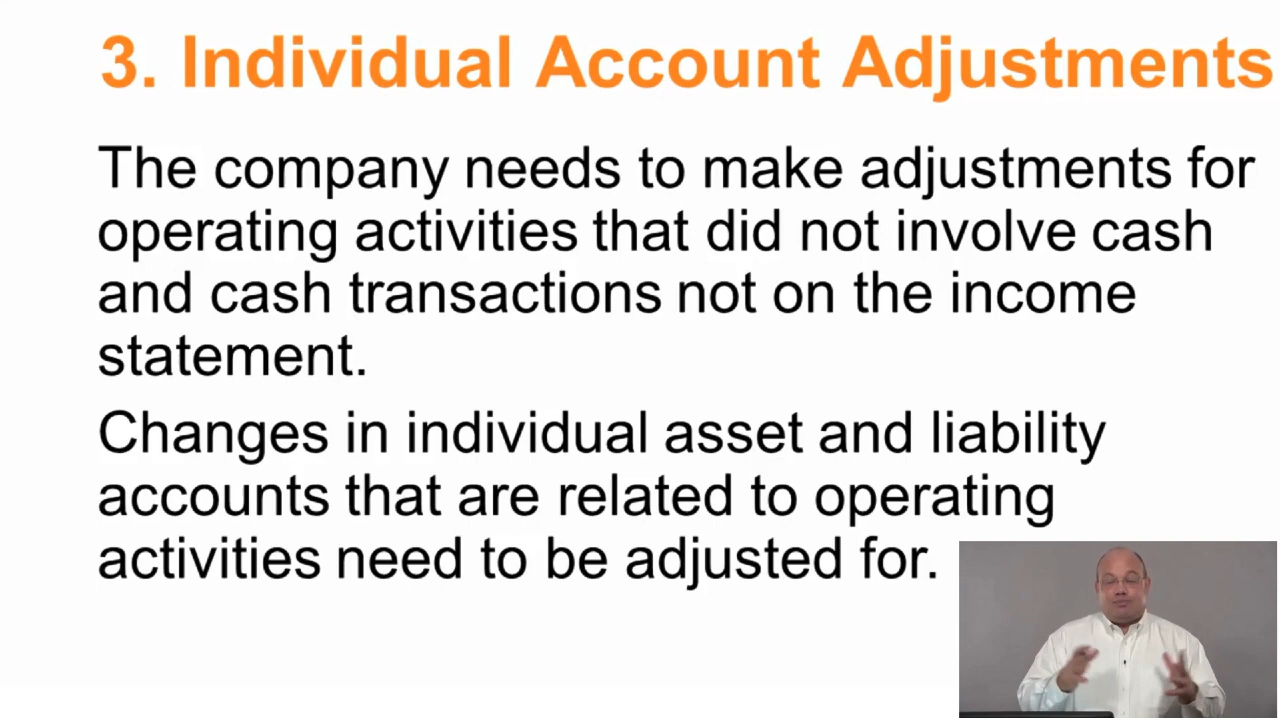 3. Individual Account Adjustments
The company needs to make adjustments for
operating activities that did not involve cash
and cash transactions not on the income
statement.
Changes in individual asset and liability
accounts that are related to operating
activities need to be adjusted for.